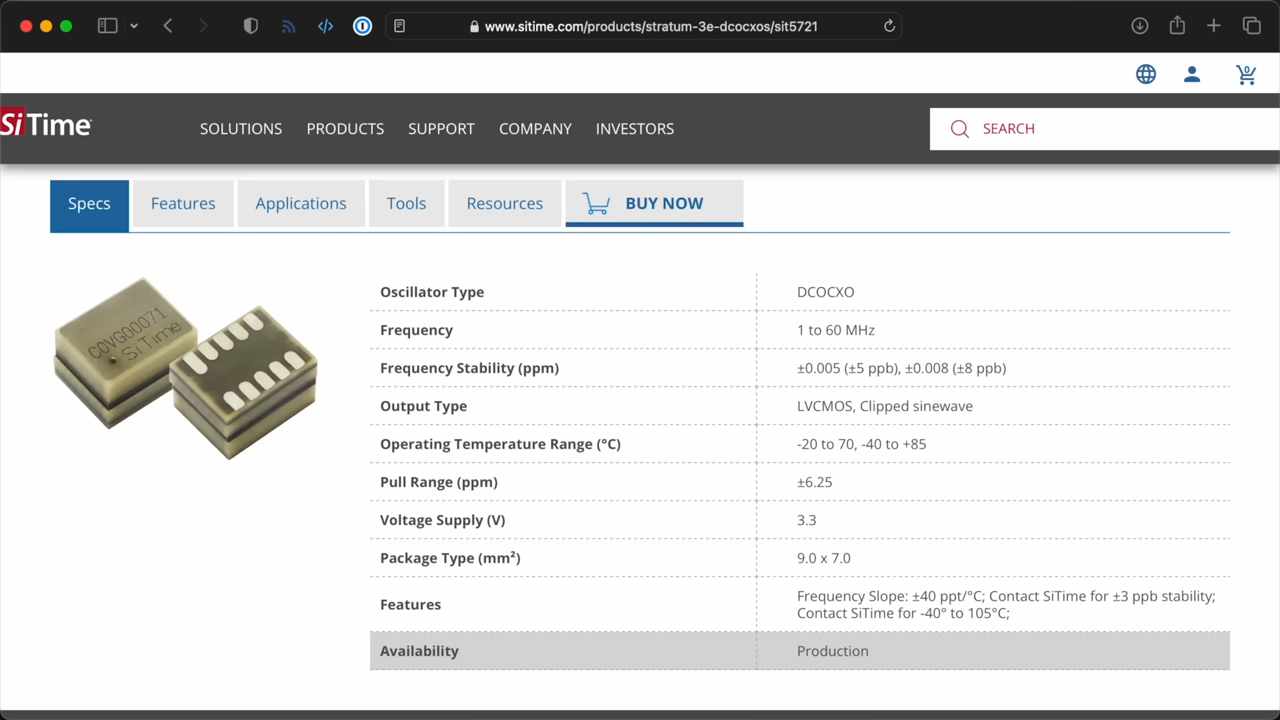 www.sitime.com/products/stratum-3e-dcocxos/sit5721
0
SiTime
SOLUTIONS PRODUCTS SUPPORT COMPANY INVESTORS SEARCH
Specs Features Applications Tools Resources BUY NOW
COVG00071
SiTime
Oscillator Type DCOCXO
Frequency 1 to 60 MHz
Frequency Stability (ppm) ±0.005 (±5 ppb), ±0.008 (±8 ppb)
Output Type LVCMOS, Clipped sinewave
Operating Temperature Range (°C) -20 to 70, -40 to +85
Pull Range (ppm) ±6.25
Voltage Supply (V) 3.3
Package Type (mm²) 9.0 x 7.0
Features Frequency Slope: ±40 ppt/°C; Contact SiTime for ±3 ppb stability;
Contact SiTime for -40° to 105°C;
Availability Production